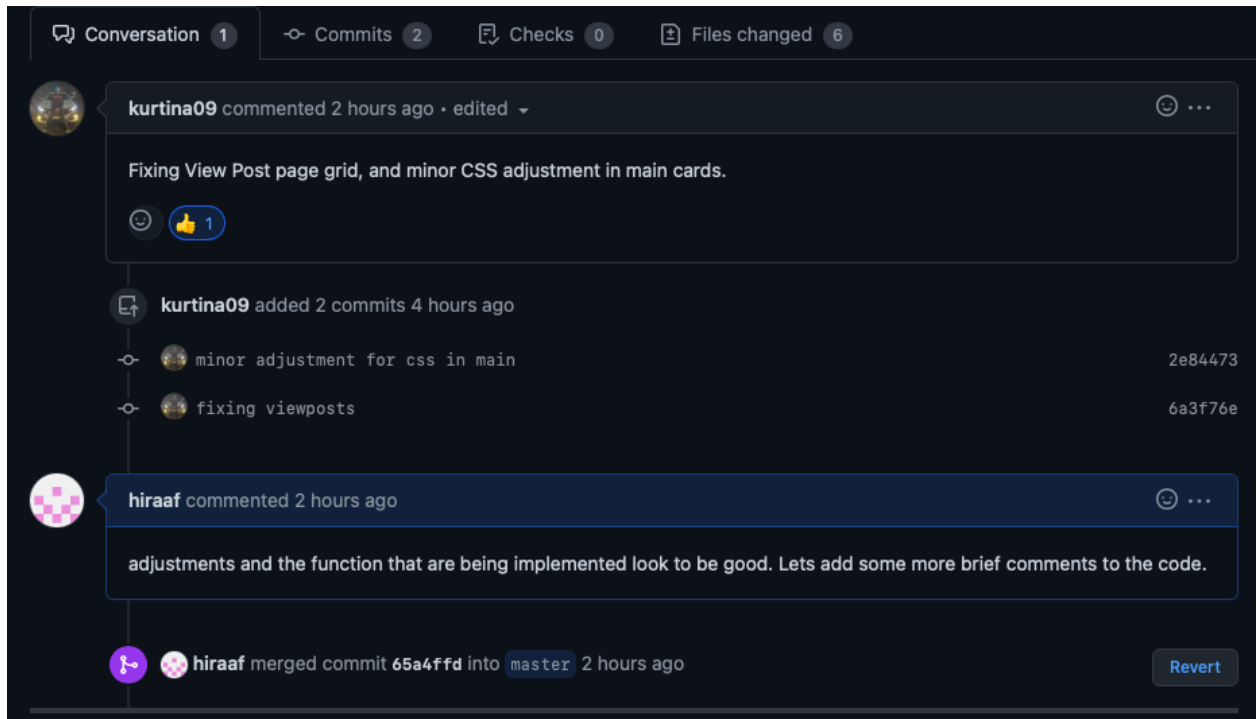 Conversation 1 Commits 2 Checks 0 Files changed 6
kurtina09 commented 2 hours ago • edited
Fixing View Post page grid, and minor CSS adjustment in main cards.
1
kurtina09 added 2 commits 4 hours ago
minor adjustment for css in main 2e84473
fixing viewposts 6a3f76e
hiraaf commented 2 hours ago
adjustments and the function that are being implemented look to be good. Lets add some more brief comments to the code.
hiraaf merged commit 65a4ffd into master 2 hours ago Revert